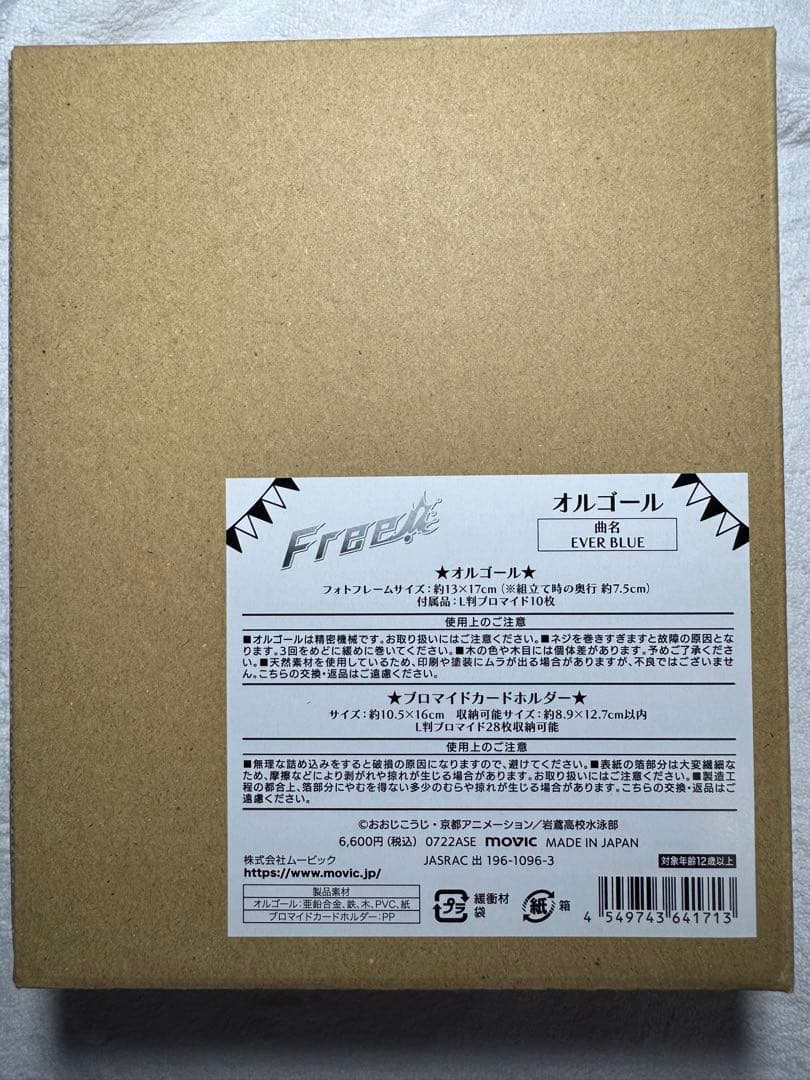 Free!
オルゴール
曲名
EVER BLUE
★オルゴール★
フォトフレームサイズ：約13×17cm（※組立て時の奥行 約7.5cm）
付属品：L判ブロマイド10枚
使用上のご注意
■オルゴールは精密機械です。お取り扱いにはご注意ください。■ネジを巻きすぎますと故障の原因とな
ります。3回をめどに緩めに巻いてください。■木の色や木目には個体差があります。予めご了承くださ
い。■天然素材を使用しているため、印刷や塗装にムラが出る場合がありますが、不良ではございませ
ん。こちらの交換・返品はご遠慮ください。
★ブロマイドカードホルダー★
サイズ：約10.5×16cm　収納可能サイズ：約8.9×12.7cm以内
L判ブロマイド28枚収納可能
使用上のご注意
■無理な詰め込みをすると破損の原因になりますので、避けてください。■表紙の箔部分は大変繊細な
ため、摩擦などにより剥がれや掠れが生じる場合があります。お取り扱いにはご注意ください。■製造工
程の都合上、箔部分にやむを得ない多少のむらや掠れが生じる場合がございます。こちらの交換・返品はご
遠慮ください。
©おおじこうじ・京都アニメーション／岩鳶高校水泳部
6,600円（税込） 0722ASE movic MADE IN JAPAN
株式会社ムービック JASRAC 出 196-1096-3 対象年齢12歳以上
https://www.movic.jp/
製品素材
オルゴール：亜鉛合金、鉄、木、PVC、紙
ブロマイドカードホルダー：PP
プラ 緩衝材
袋
紙 箱
4 549743 641713